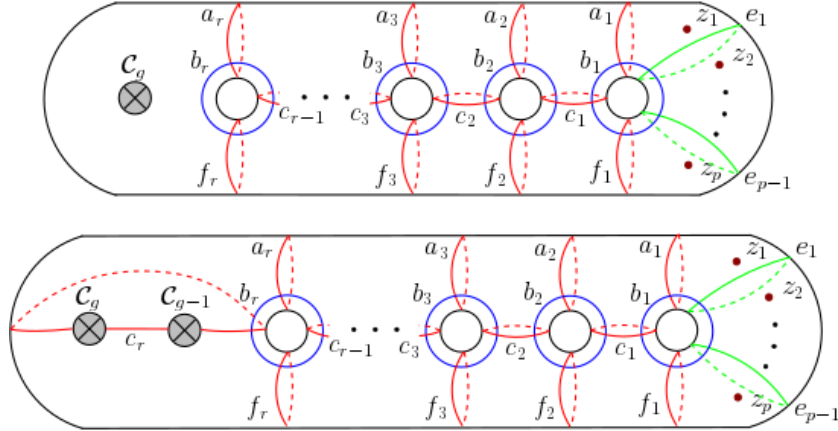 a_r a_3 a_2 a_1 z_1 e_1
C_g b_r b_3 b_2 b_1 z_2
c_{r-1} c_3 c_2 c_1
f_r f_3 f_2 f_1 z_p e_{p-1}
a_r a_3 a_2 a_1 z_1 e_1
C_g C_{g-1} b_r b_3 b_2 b_1 z_2
c_r c_{r-1} c_3 c_2 c_1
f_r f_3 f_2 f_1 z_p e_{p-1}